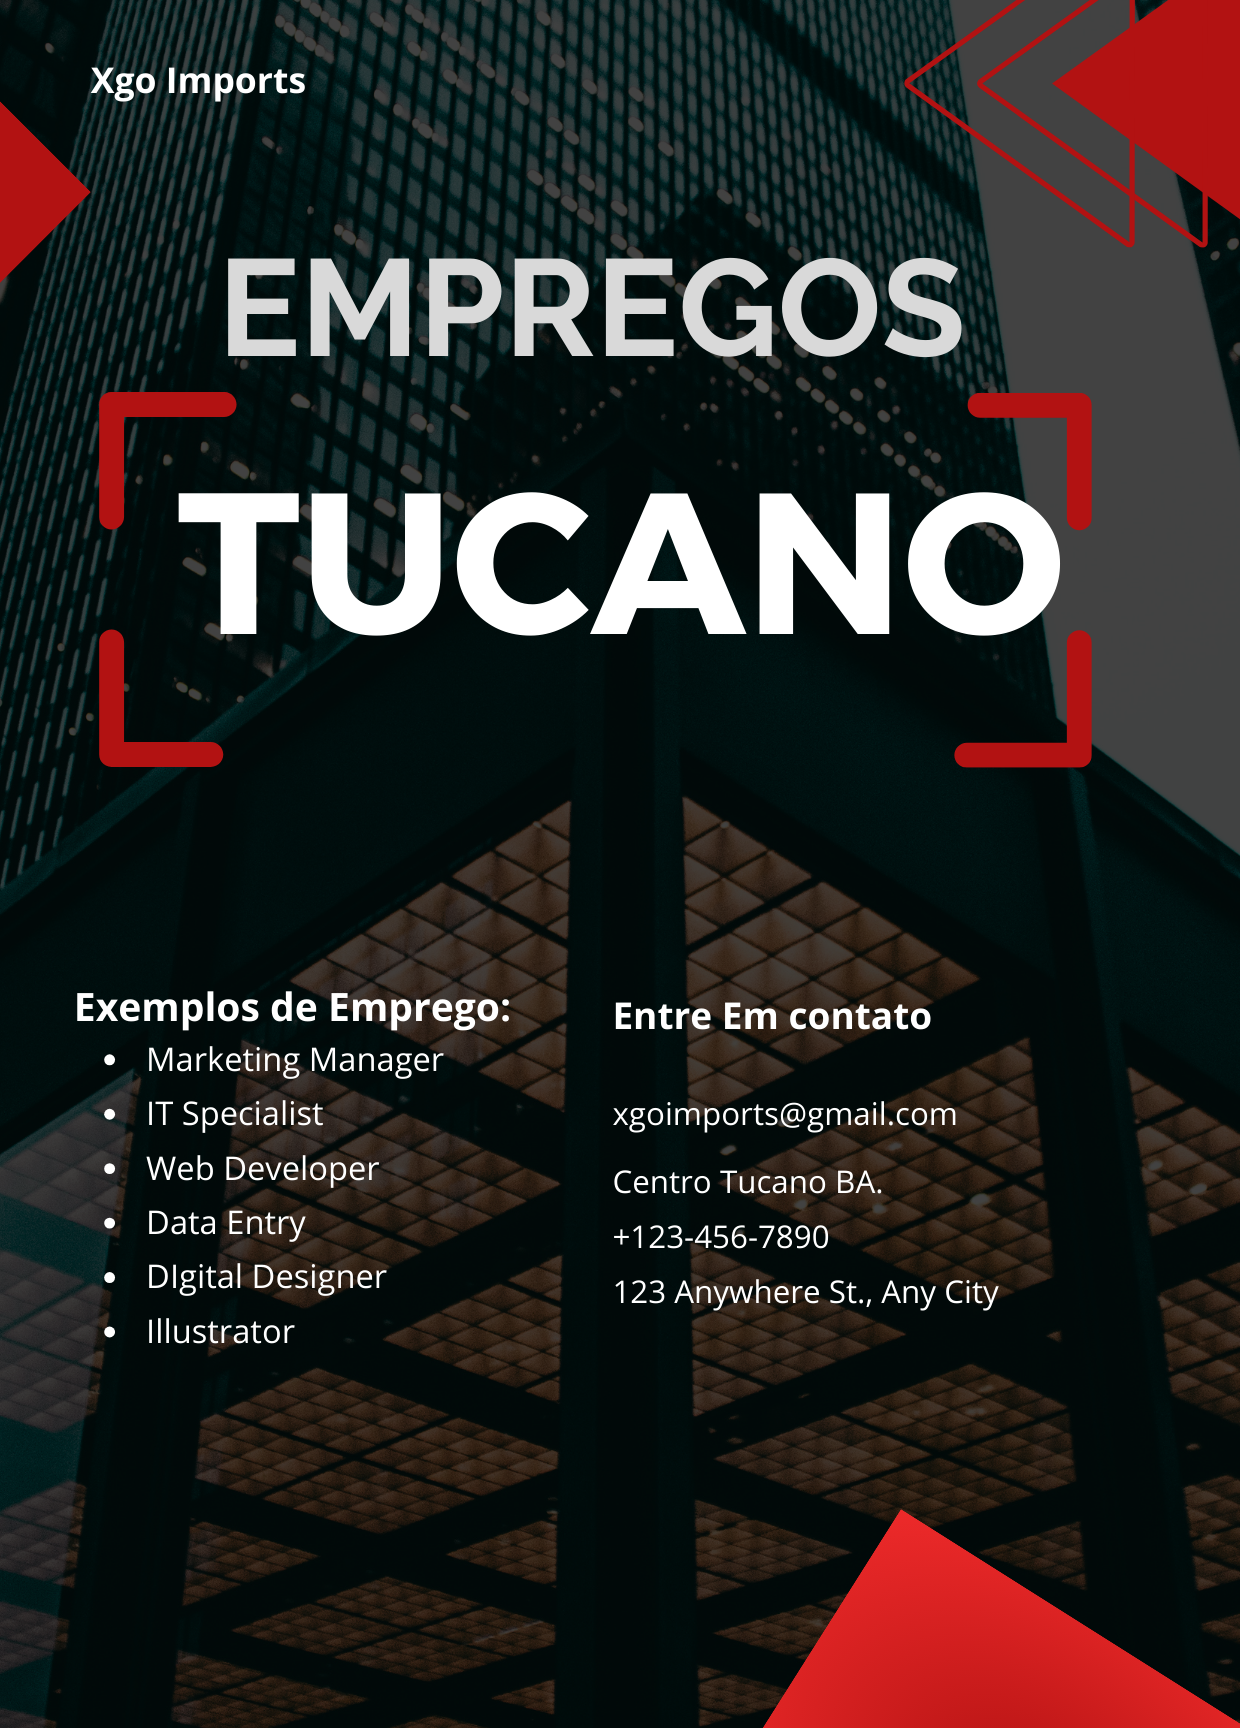 Xgo Imports
EMPREGOS
TUCANO
Exemplos de Emprego:
Marketing Manager
IT Specialist
Web Developer
Data Entry
DIgital Designer
Illustrator
Entre Em contato
xgoimports@gmail.com
Centro Tucano BA.
+123-456-7890
123 Anywhere St., Any City